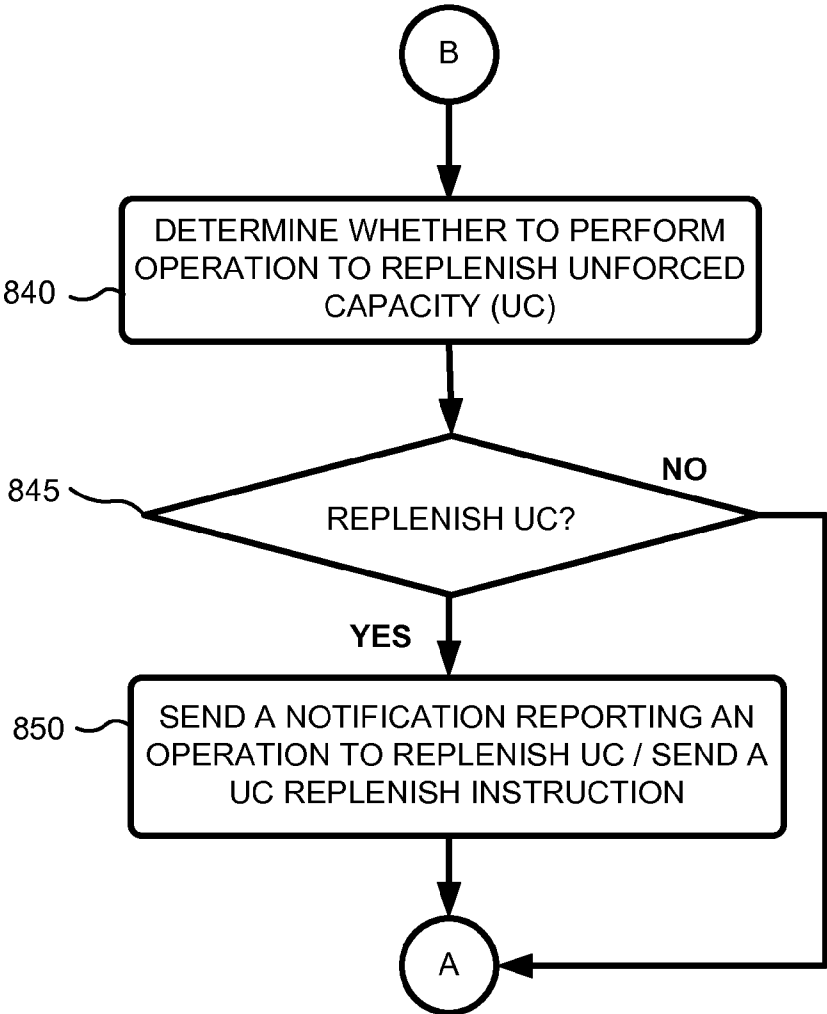 B
DETERMINE WHETHER TO PERFORM
OPERATION TO REPLENISH UNFORCED
CAPACITY (UC)
840
NO
845
REPLENISH UC?
YES
850
SEND A NOTIFICATION REPORTING AN
OPERATION TO REPLENISH UC / SEND A
UC REPLENISH INSTRUCTION
A